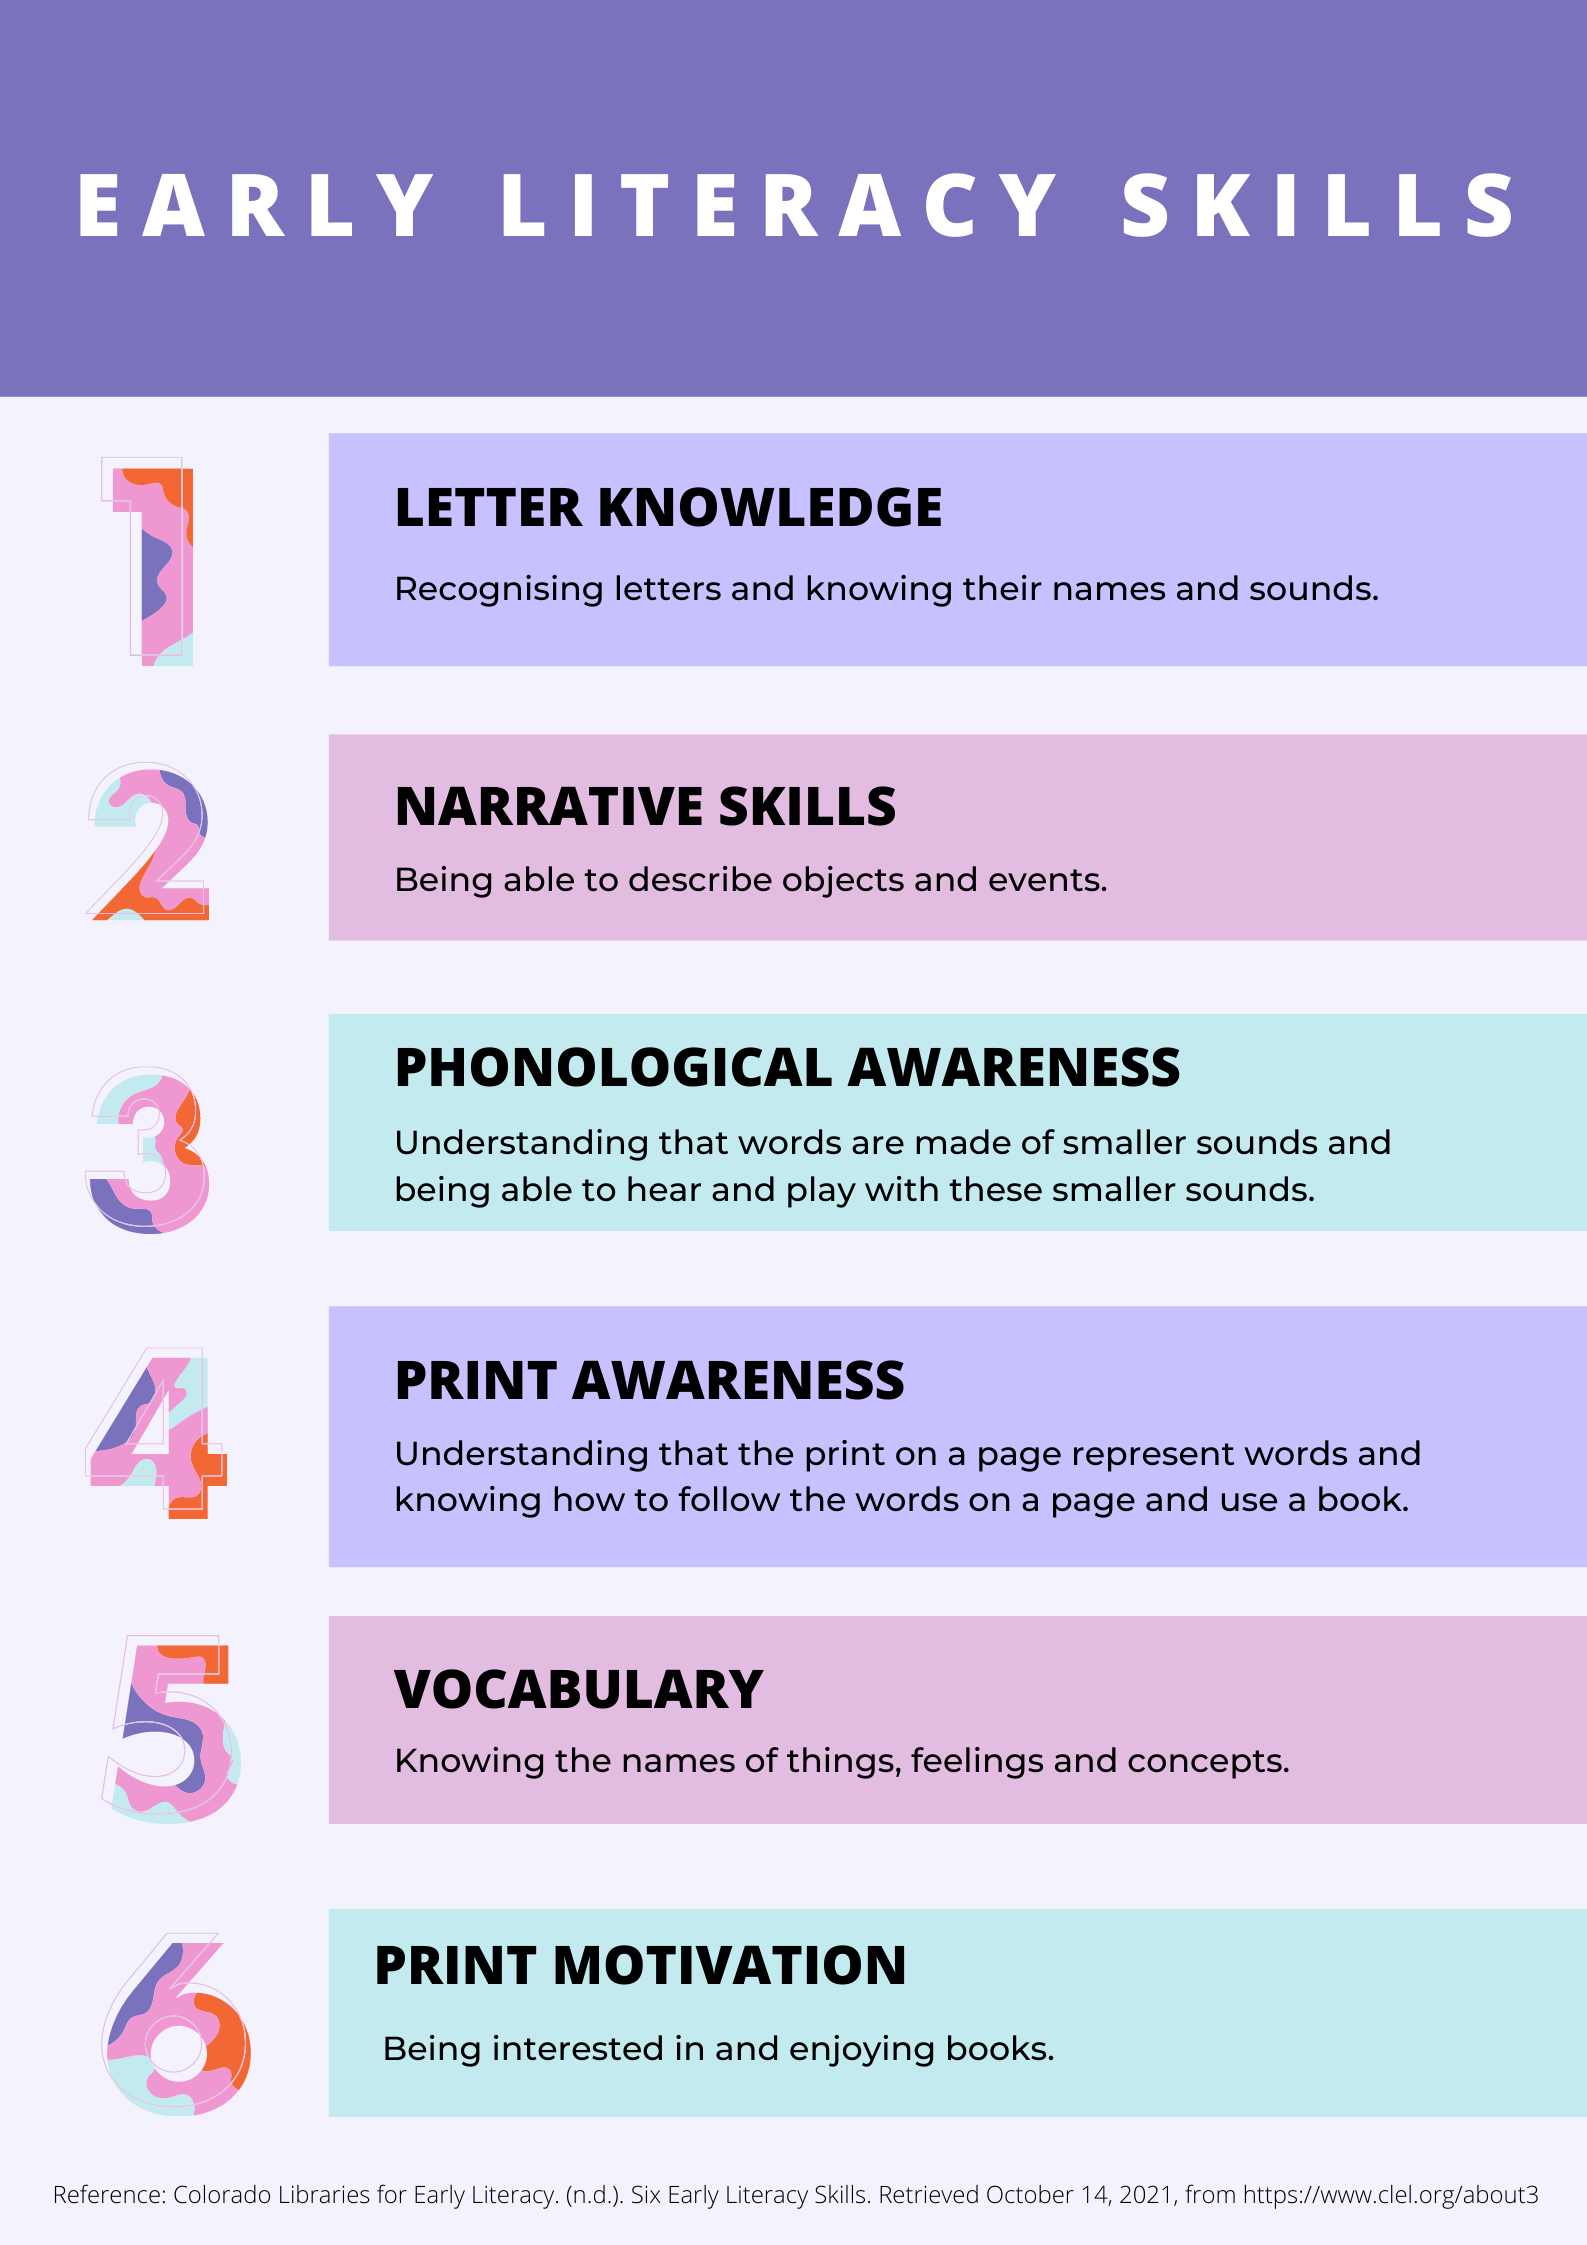 EARLY LITERACY SKILLS
1
LETTER KNOWLEDGE
Recognising letters and knowing their names and sounds.
2
NARRATIVE SKILLS
Being able to describe objects and events.
3
PHONOLOGICAL AWARENESS
Understanding that words are made of smaller sounds and
being able to hear and play with these smaller sounds.
4
PRINT AWARENESS
Understanding that the print on a page represent words and
knowing how to follow the words on a page and use a book.
5
VOCABULARY
Knowing the names of things, feelings and concepts.
6
PRINT MOTIVATION
Being interested in and enjoying books.
Reference: Colorado Libraries for Early Literacy. (n.d.). Six Early Literacy Skills. Retrieved October 14, 2021, from https://www.clel.org/about3